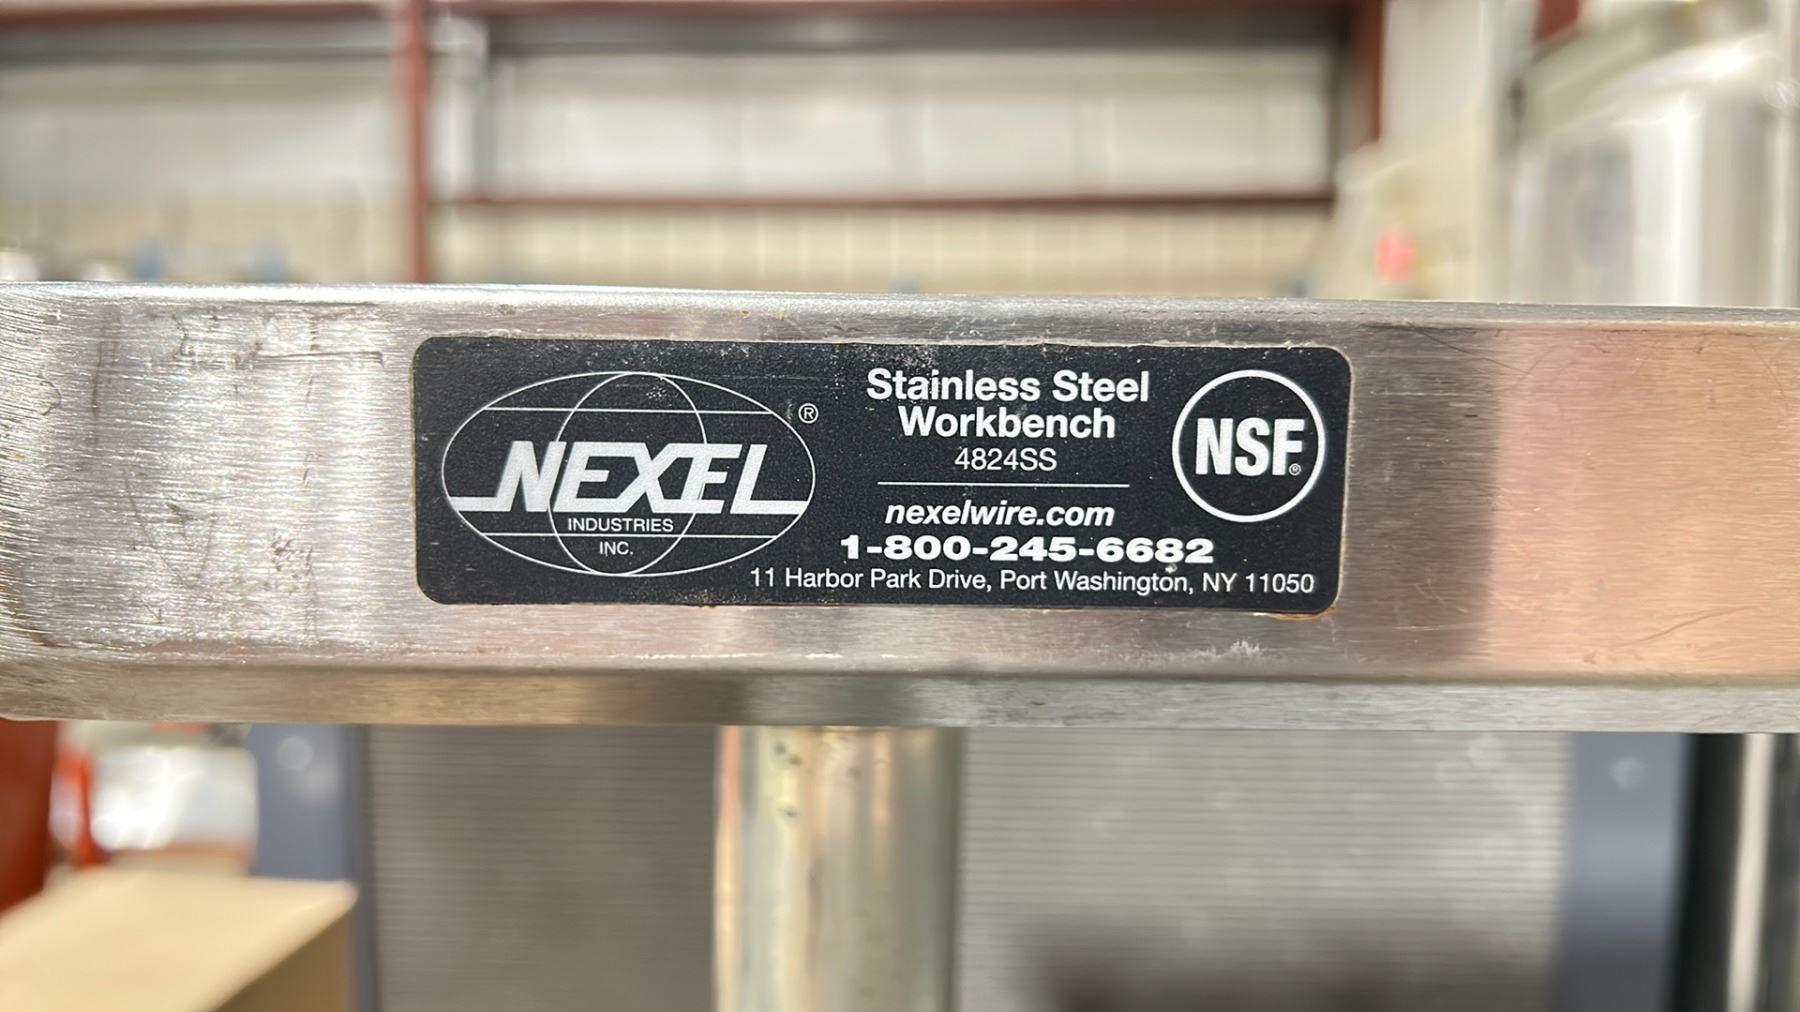 NEXEL ®
INDUSTRIES
INC.
Stainless Steel
Workbench
4824SS
nexelwire.com
1-800-245-6682
11 Harbor Park Drive, Port Washington, NY 11050
NSF®